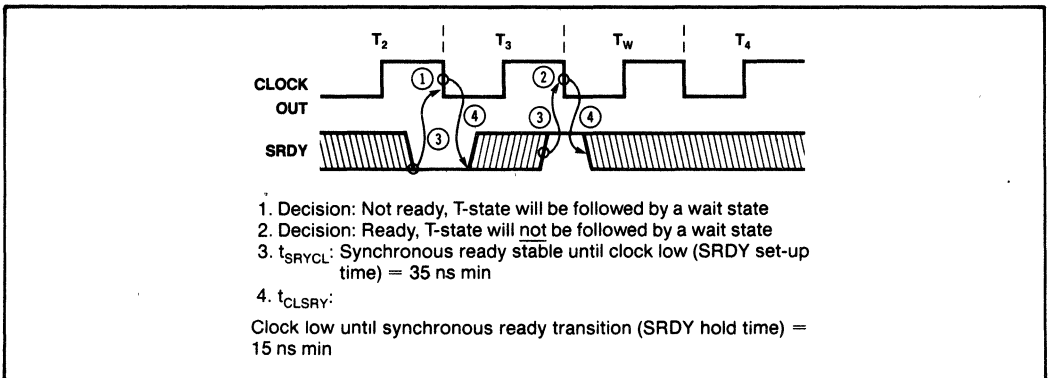 T2 T3 TW T4
CLOCK OUT
1 2
4 4
3 3
SRDY
1. Decision: Not ready, T-state will be followed by a wait state
2. Decision: Ready, T-state will not be followed by a wait state
3. tSRYCL: Synchronous ready stable until clock low (SRDY set-up
time) = 35 ns min
4. tCLSRY:
Clock low until synchronous ready transition (SRDY hold time) =
15 ns min